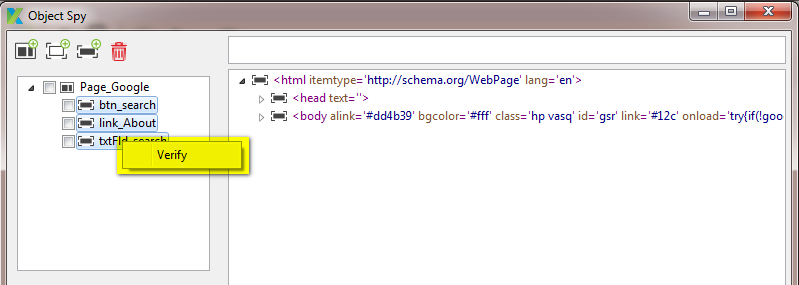 Object Spy
Page_Google
btn_search
link_About
txtFld_search
Verify
<html itemtype='http://schema.org/WebPage' lang='en'>
<head text=''>
<body alink='#dd4b39' bgcolor='#fff' class='hp vasq' id='gsr' link='#12c' onload='try{if(!goo